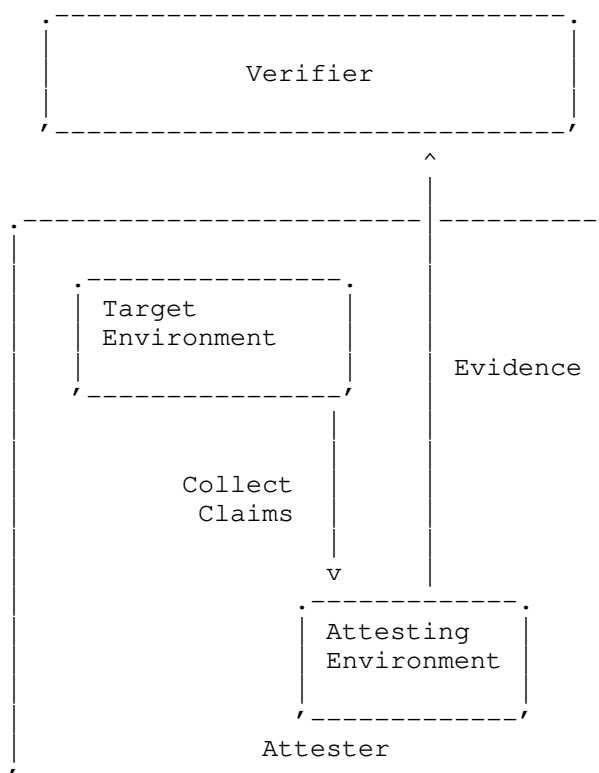 Verifier
Target
Environment
Evidence
Collect
Claims
Attesting
Environment
Attester